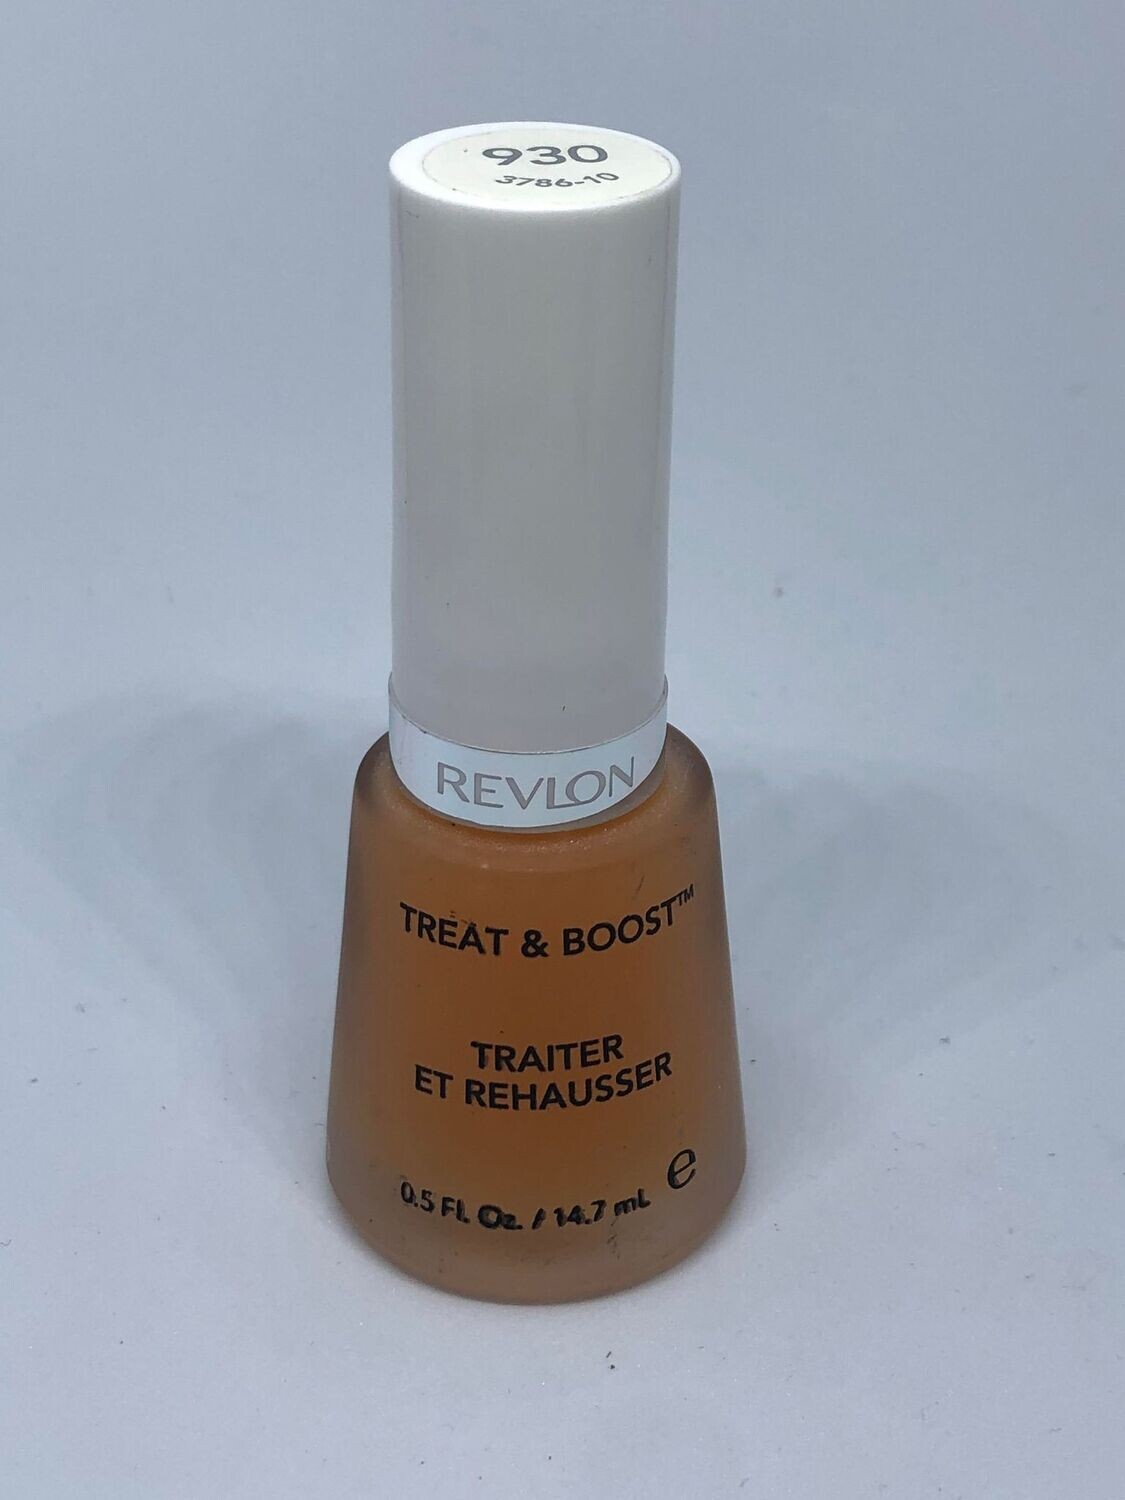 930
3786-10
REVLON
TREAT & BOOST™
TRAITER
ET REHAUSSER
0.5 Fl. Oz. / 14.7 mL e